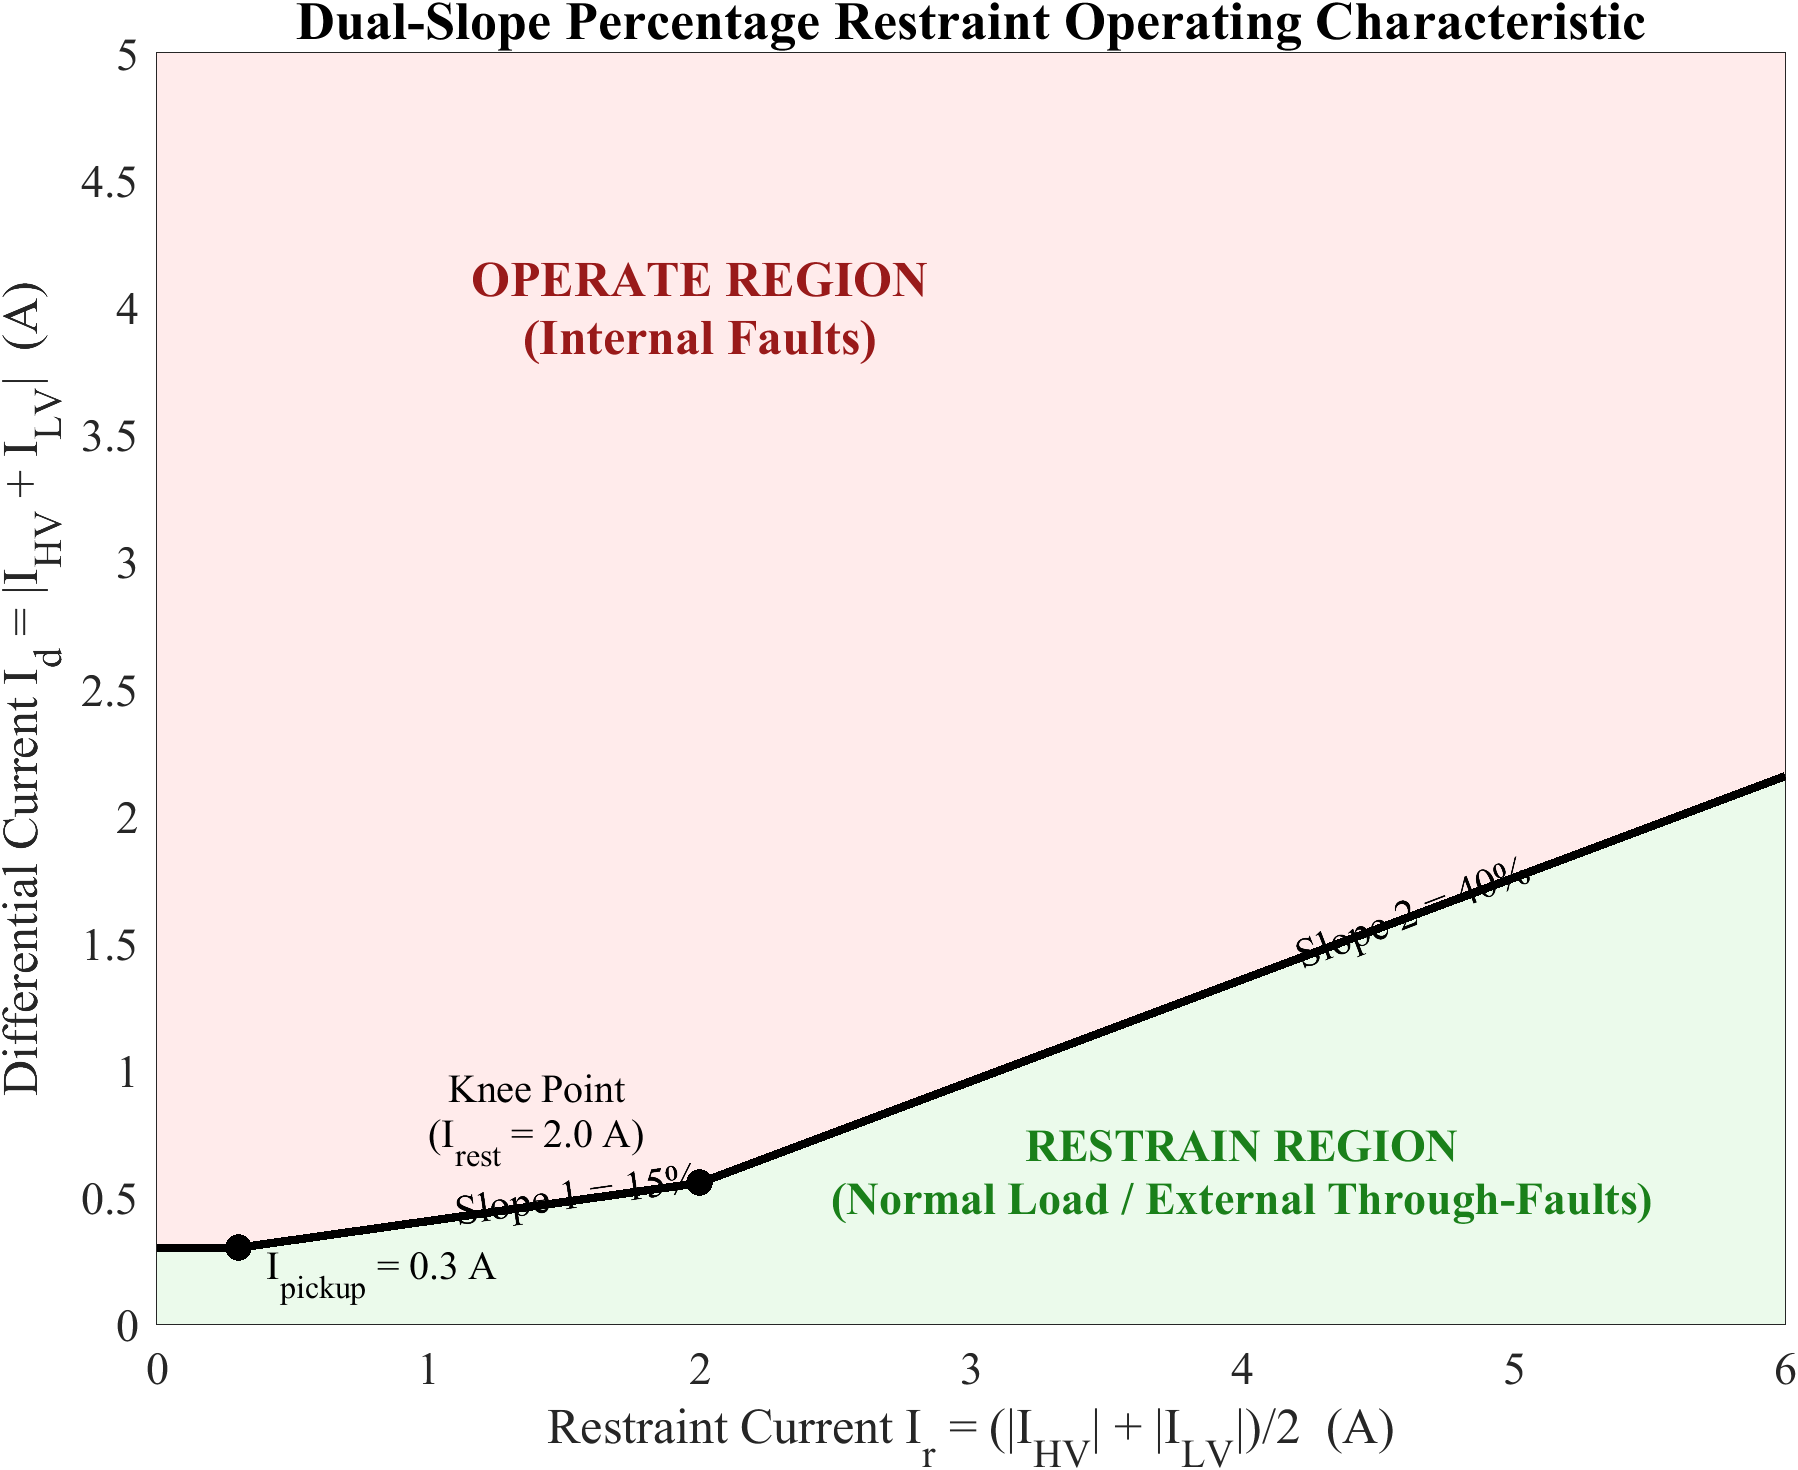 Dual-Slope Percentage Restraint Operating Characteristic
5
4.5
4
3.5
3
2.5
2
1.5
1
0.5
0
Differential Current I_d = |I_HV + I_LV| (A)
OPERATE REGION
(Internal Faults)
Slope 2 = 40%
Knee Point
(I_rest = 2.0 A)
Slope 1 = 15%
RESTRAIN REGION
(Normal Load / External Through-Faults)
I_pickup = 0.3 A
0 1 2 3 4 5 6
Restraint Current I_r = (|I_HV| + |I_LV|)/2 (A)